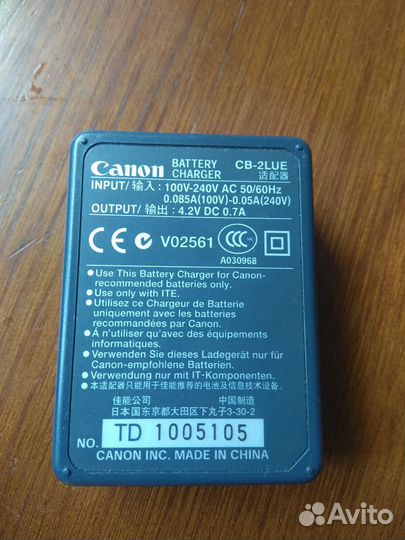 Canon BATTERY CHARGER CB-2LUE 适配器
INPUT/输入: 100V-240V AC 50/60Hz
0.085A(100V)-0.05A(240V)
OUTPUT/输出: 4.2V DC 0.7A
CE N V02561 CCC
A030968
●Use This Battery Charger for Canon-
recommended batteries only.
●Use only with ITE.
●Utilisez ce Chargeur de Batterie
uniquement avec les batteries
recommandées par Canon.
●À n'utiliser qu'avec des équipements
informatiques.
●Verwenden Sie dieses Ladegerät nur für
Canon-empfohlene Batterien.
●Verwendung nur mit IT-Komponenten.
●本适配器只能用于佳能推荐的电池及信息技术设备.
佳能公司 中国制造
日本国东京都大田区下丸子3-30-2
NO. TD 1005105
CANON INC. MADE IN CHINA
Avito